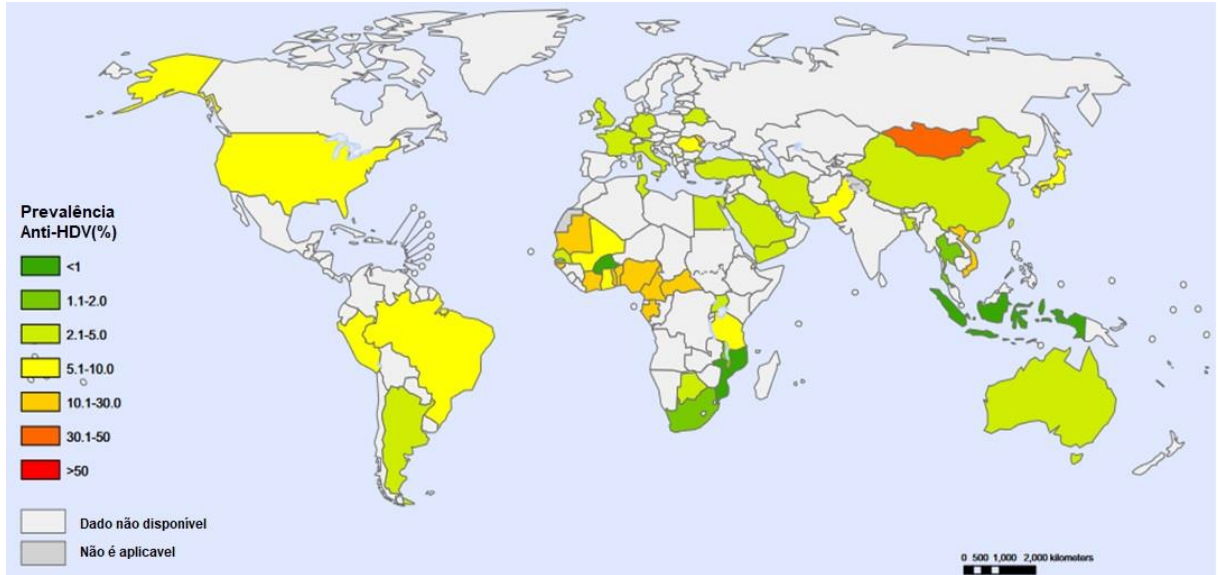 Prevalência
Anti-HDV(%)
<1
1.1-2.0
2.1-5.0
5.1-10.0
10.1-30.0
30.1-50
>50
Dado não disponível
Não é aplicavel
0 500 1,000 2,000 kilometers